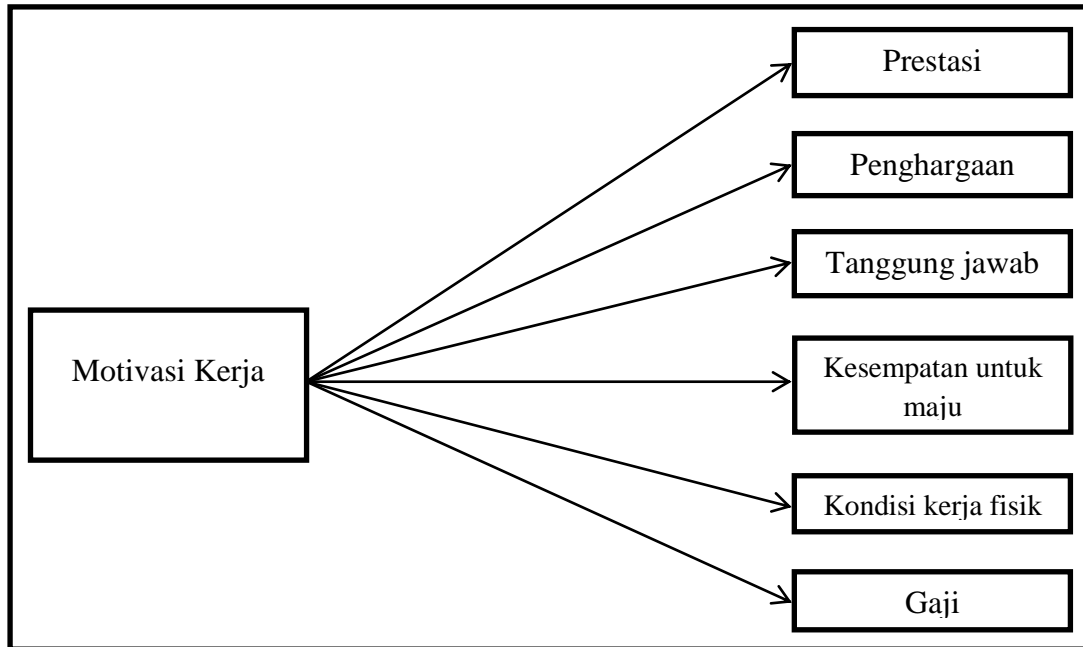 Prestasi
Penghargaan
Tanggung jawab
Motivasi Kerja
Kesempatan untuk
maju
Kondisi kerja fisik
Gaji